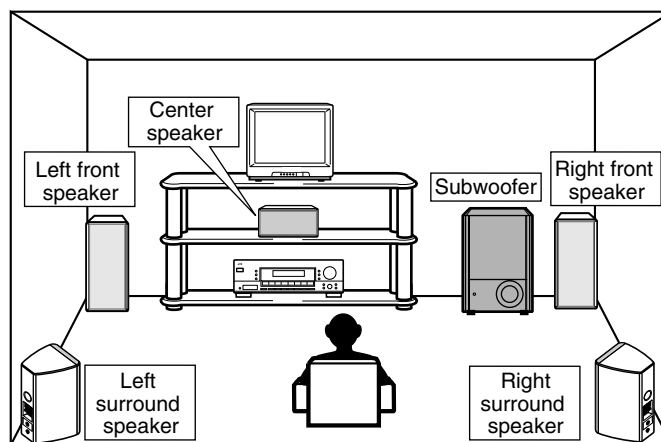 Center
speaker
Left front
speaker
Subwoofer
Right front
speaker
Left
surround
speaker
Right
surround
speaker